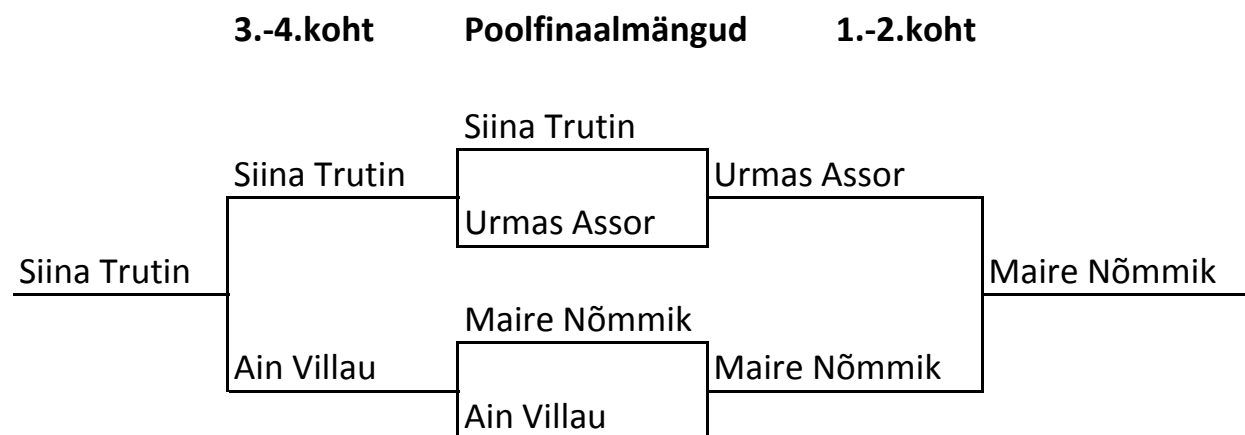 3.-4.koht Poolfinaalmängud 1.-2.koht
Siina Trutin
Siina Trutin Urmas Assor
Urmas Assor
Siina Trutin Maire Nõmmik
Maire Nõmmik
Ain Villau Maire Nõmmik
Ain Villau